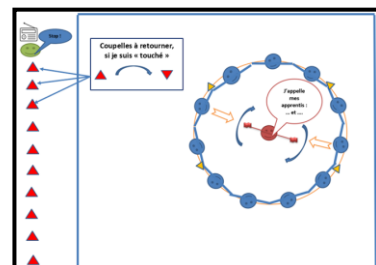 Stop !
Coupelles à retourner,
si je suis « touché »
J'appelle
mes
apprentis :
... et ....